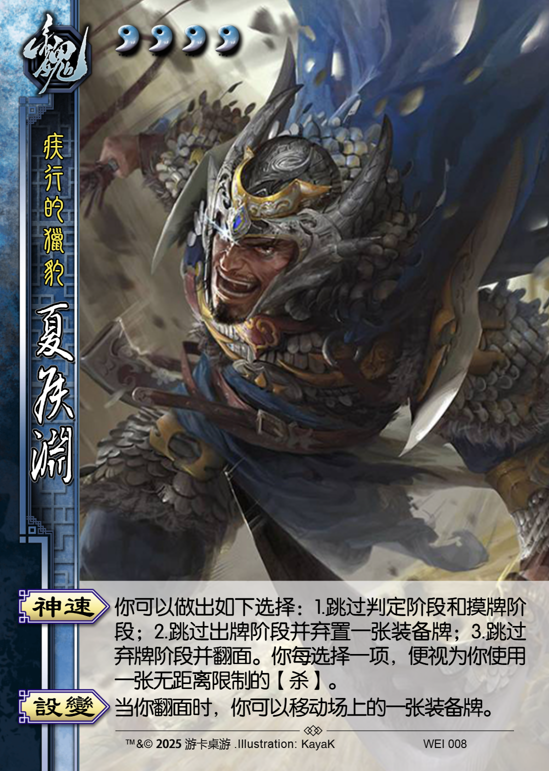 魏
疾行的獵豹
夏侯淵
神速
你可以做出如下选择：1.跳过判定阶段和摸牌阶
段；2.跳过出牌阶段并弃置一张装备牌；3.跳过
弃牌阶段并翻面。你每选择一项，便视为你使用
一张无距离限制的【杀】。
設變
当你翻面时，你可以移动场上的一张装备牌。
™&© 2025 游卡桌游 .Illustration: KayaK
WEI 008